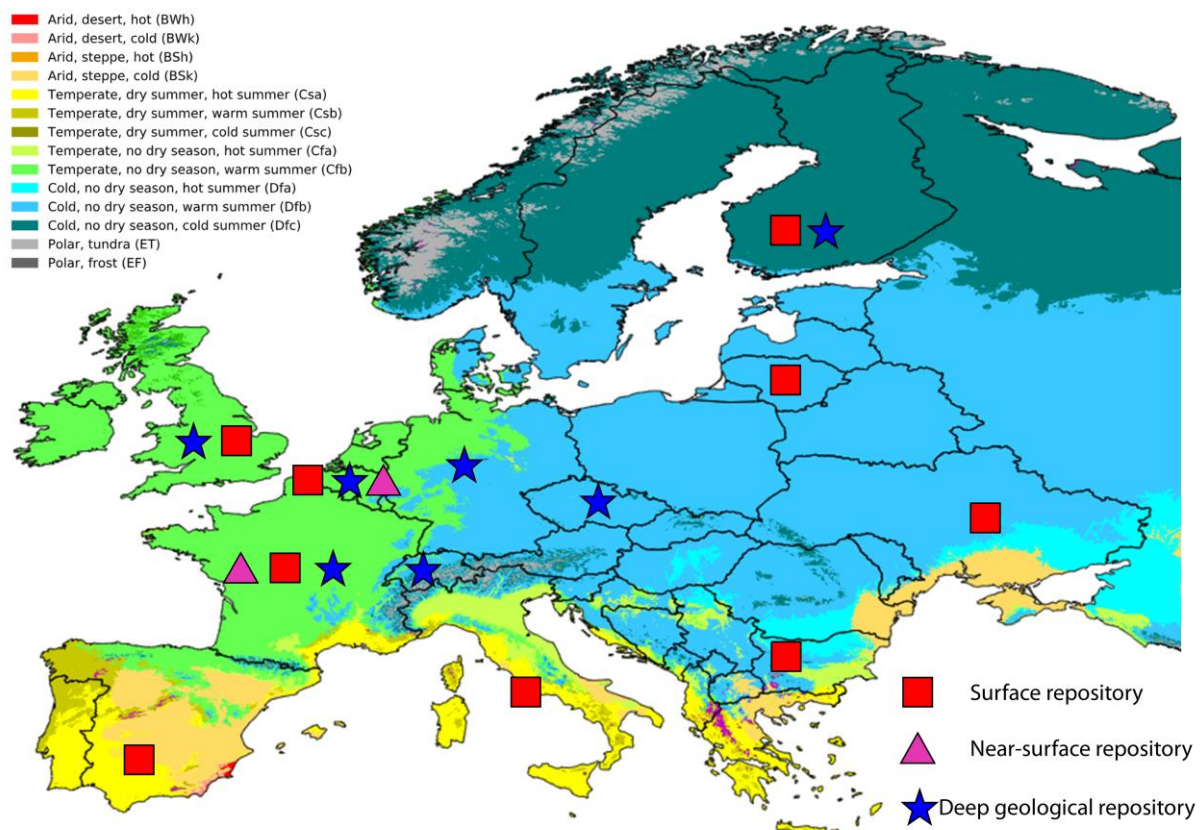 Arid, desert, hot (BWh)
Arid, desert, cold (BWk)
Arid, steppe, hot (BSh)
Arid, steppe, cold (BSk)
Temperate, dry summer, hot summer (Csa)
Temperate, dry summer, warm summer (Csb)
Temperate, dry summer, cold summer (Csc)
Temperate, no dry season, hot summer (Cfa)
Temperate, no dry season, warm summer (Cfb)
Cold, no dry season, hot summer (Dfa)
Cold, no dry season, warm summer (Dfb)
Cold, no dry season, cold summer (Dfc)
Polar, tundra (ET)
Polar, frost (EF)
Surface repository
Near-surface repository
Deep geological repository